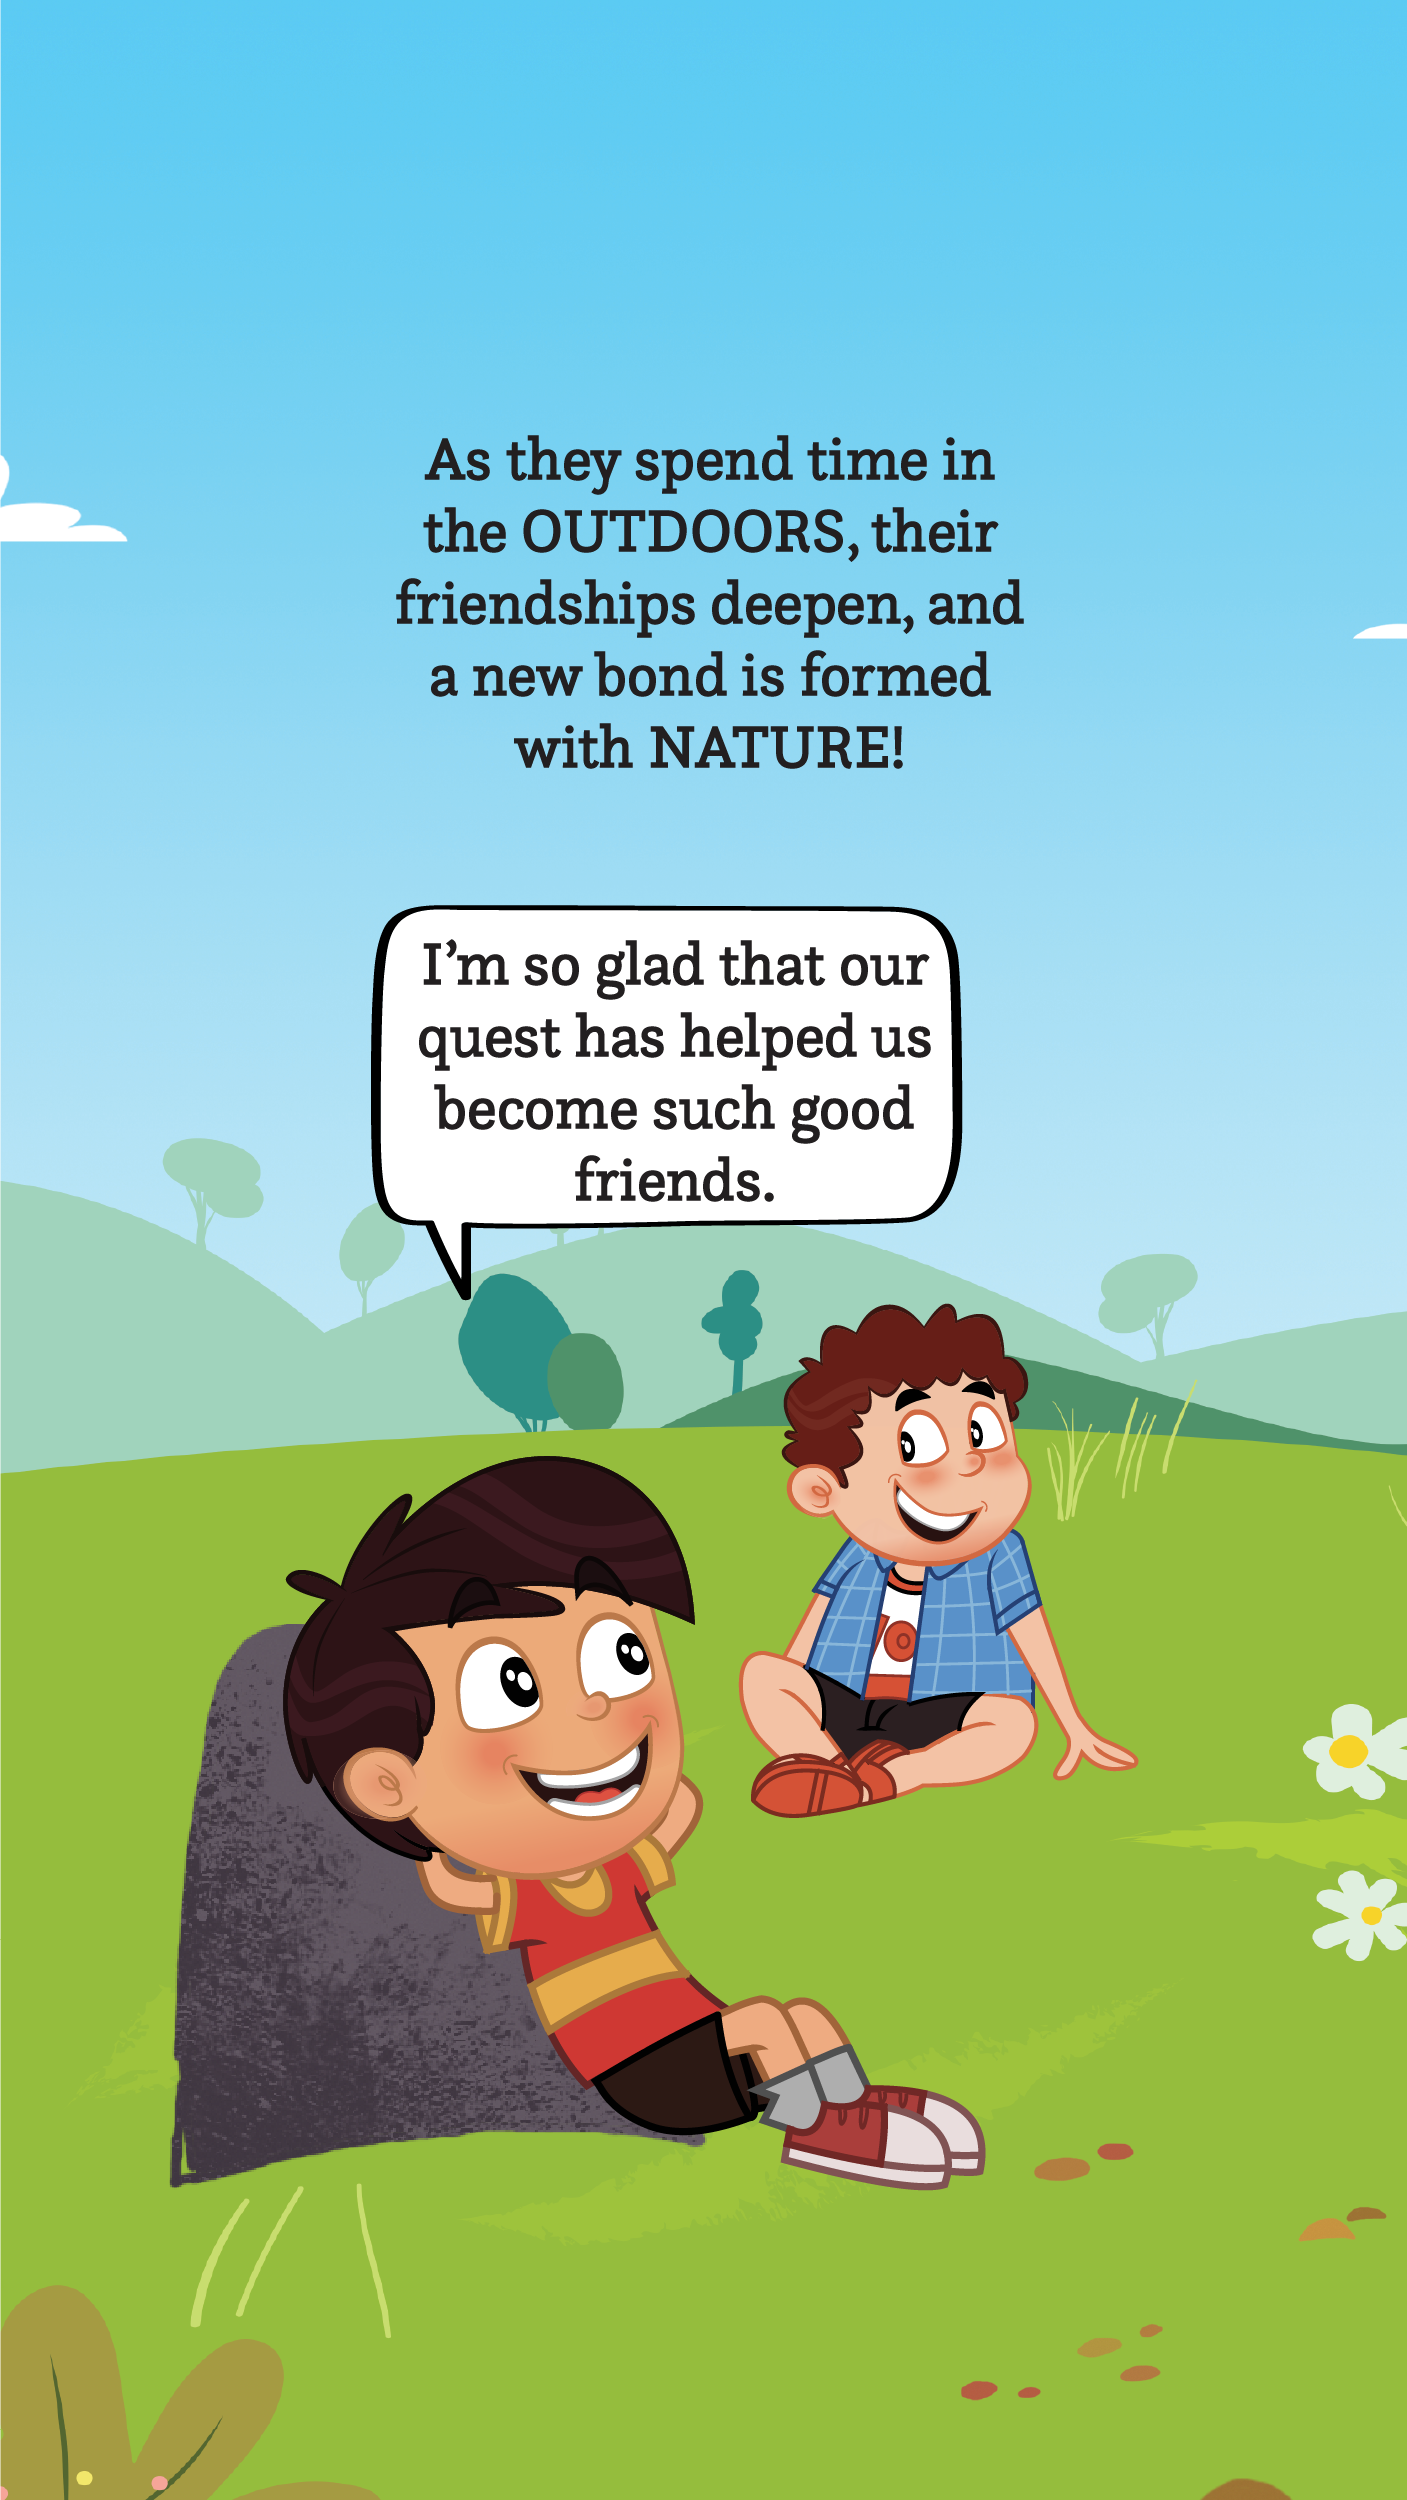 As they spend time in
the OUTDOORS, their
friendships deepen, and
a new bond is formed
with NATURE!
I’m so glad that our
quest has helped us
become such good
friends.